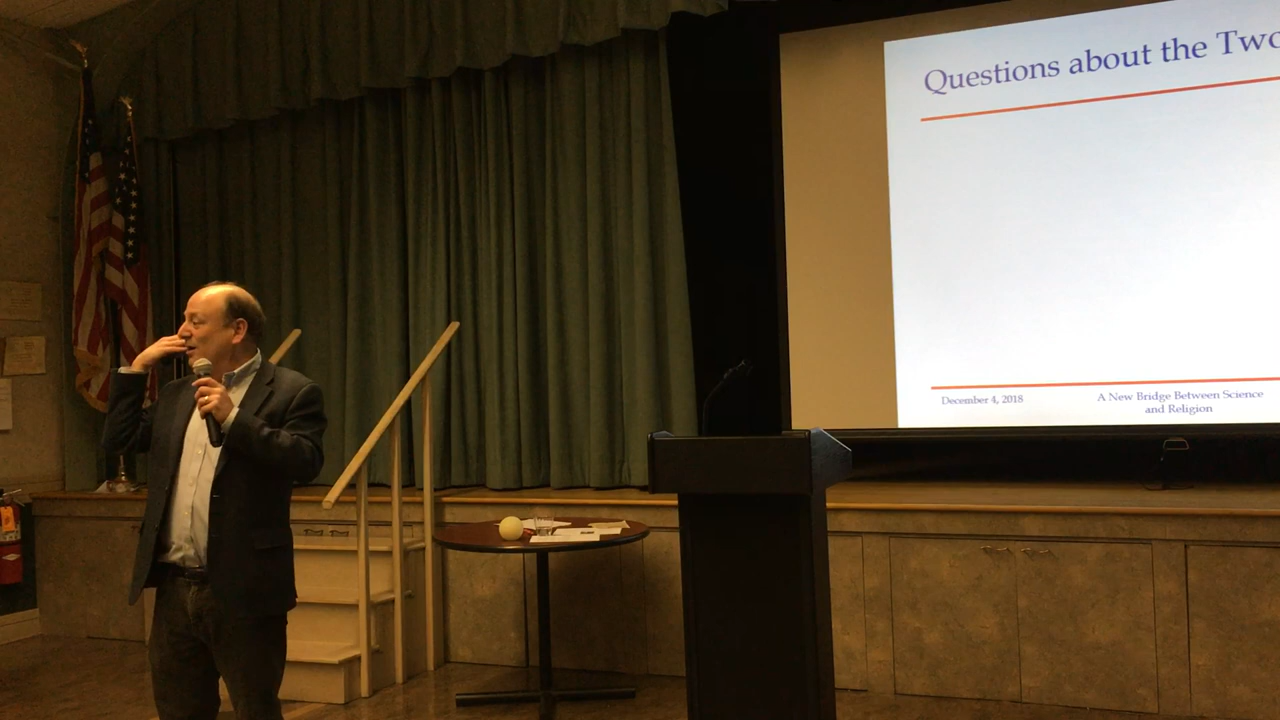 Questions about the Two
December 4, 2018
A New Bridge Between Science
and Religion